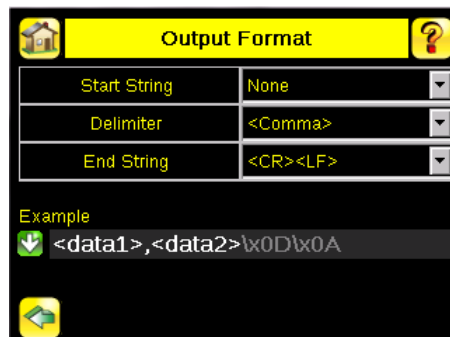 Output Format
Start String None
Delimiter <Comma>
End String <CR><LF>
Example
<data1>,<data2>\x0D\x0A